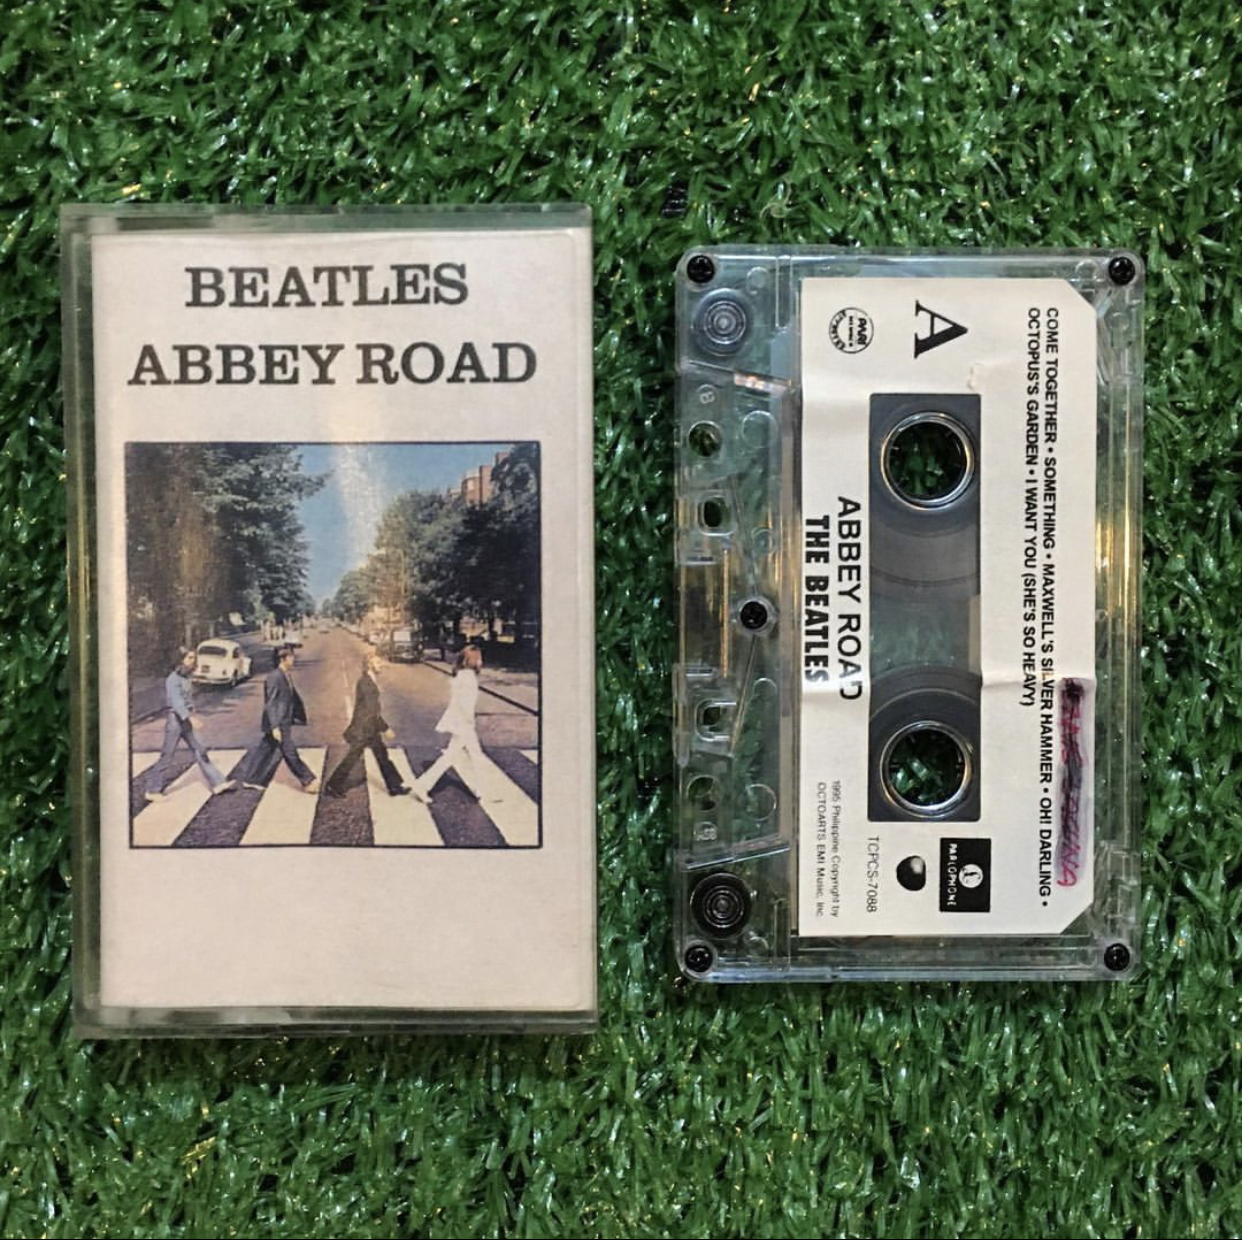 BEATLES
ABBEY ROAD
A
COME TOGETHER • SOMETHING • MAXWELL'S SILVER HAMMER • OH! DARLING •
OCTOPUS'S GARDEN • I WANT YOU (SHE'S SO HEAVY)
ABBEY ROAD
THE BEATLES
PARLOPHONE
TCPCS-7088
1995 Philippine Copyright by
OCTOARTS EMI Music, Inc.